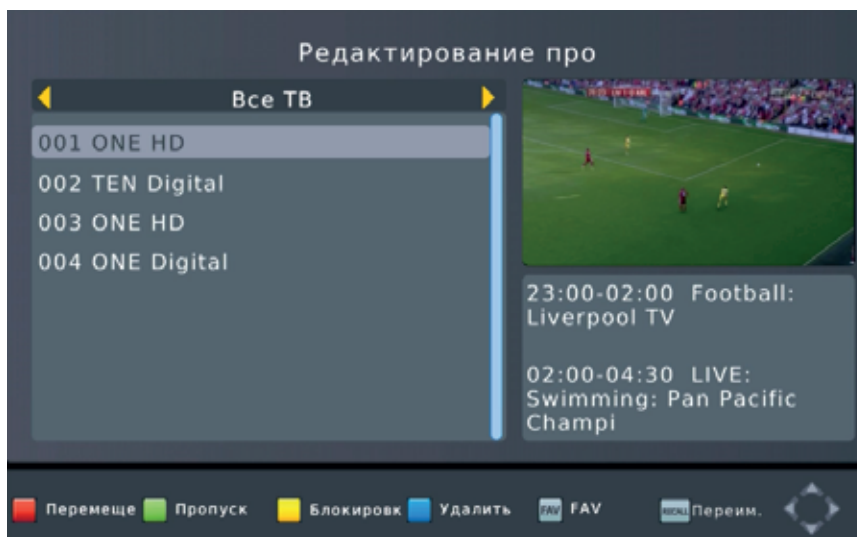 Редактирование про
Все ТВ
001 ONE HD
002 TEN Digital
003 ONE HD
004 ONE Digital
23:00-02:00 Football:
Liverpool TV
02:00-04:30 LIVE:
Swimming: Pan Pacific
Champi
Перемеще Пропуск Блокировк Удалить FAV FAV RECALL Переим.